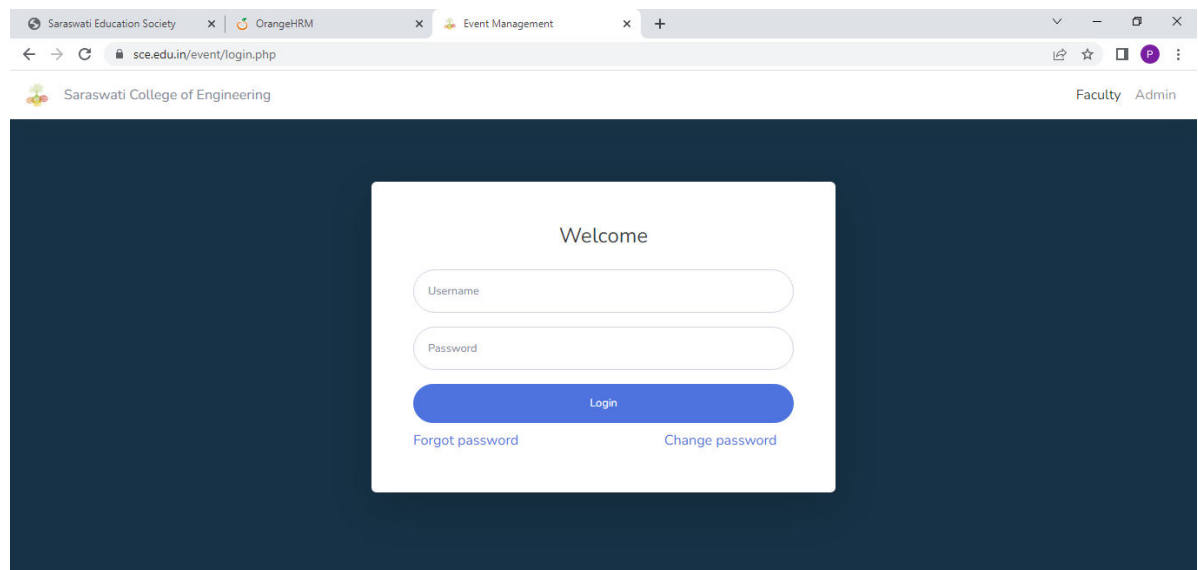 Saraswati Education Society OrangeHRM Event Management
sce.edu.in/event/login.php P
Saraswati College of Engineering Faculty Admin
Welcome
Username
Password
Login
Forgot password Change password